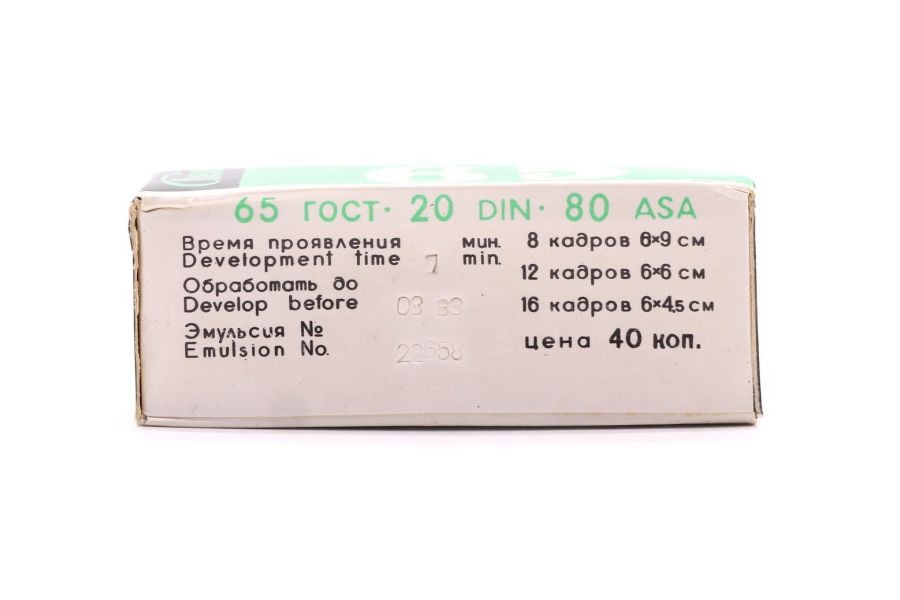 65 ГОСТ · 20 DIN · 80 ASA
Время проявления мин.
Development time 7 min.
Обработать до
Develop before 03 83
Эмульсия №
Emulsion No. 22658
8 кадров 6×9 см
12 кадров 6×6 см
16 кадров 6×4,5 см
цена 40 коп.